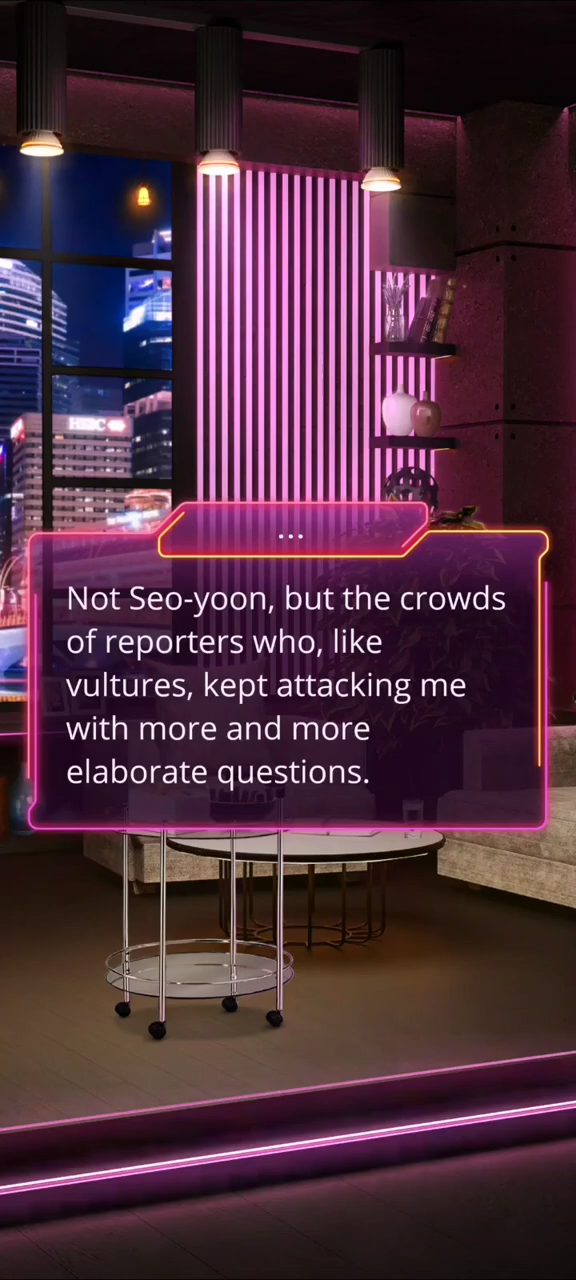 HSBC
...
Not Seo-yoon, but the crowds
of reporters who, like
vultures, kept attacking me
with more and more
elaborate questions.